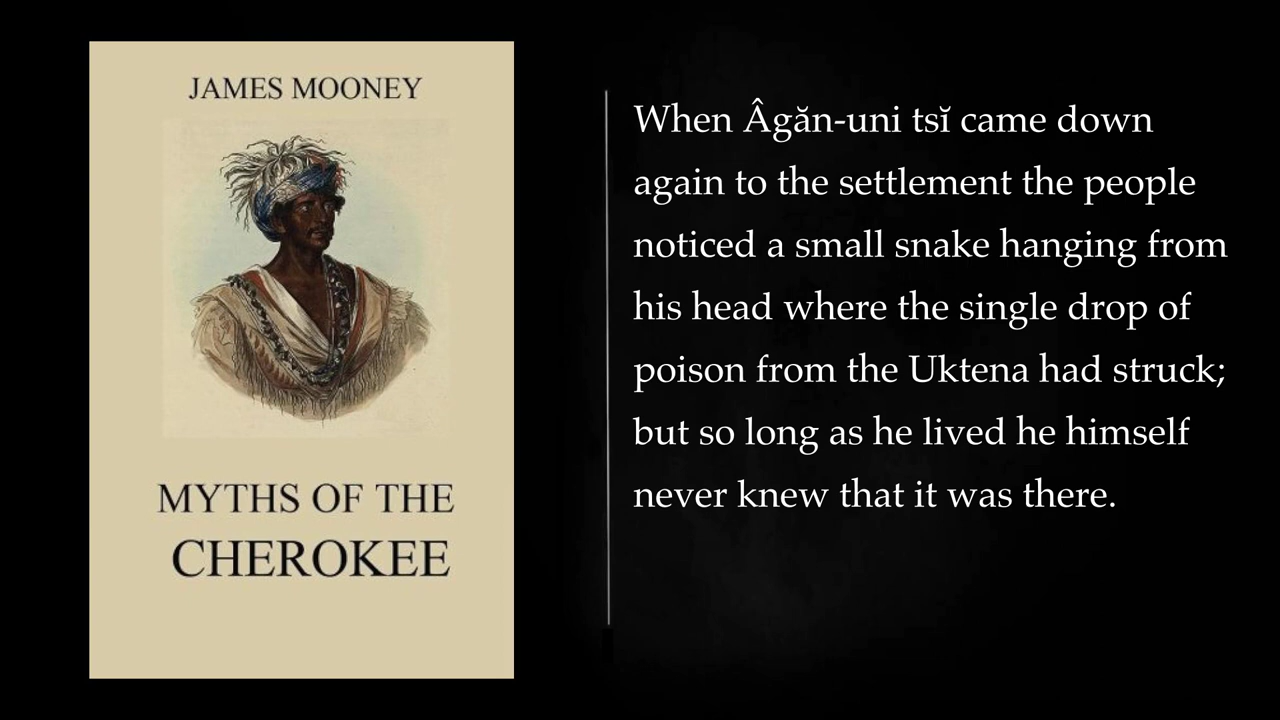 JAMES MOONEY
MYTHS OF THE
CHEROKEE
When Âgăn-uni tsĭ came down
again to the settlement the people
noticed a small snake hanging from
his head where the single drop of
poison from the Uktena had struck;
but so long as he lived he himself
never knew that it was there.